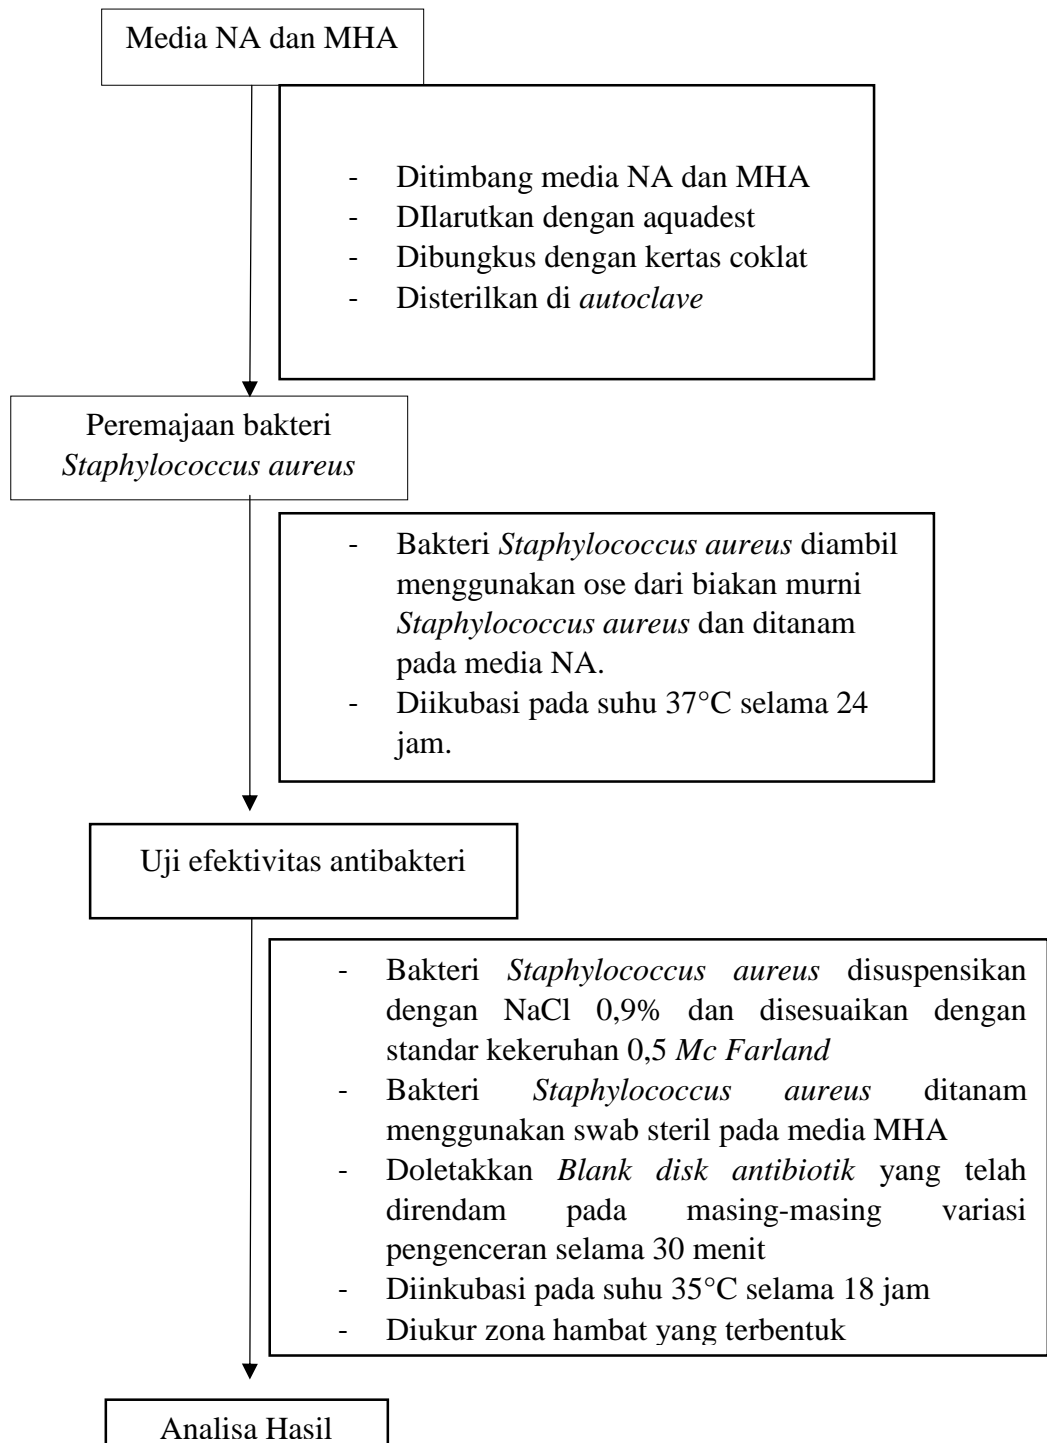 Media NA dan MHA
- Ditimbang media NA dan MHA
- DIlarutkan dengan aquadest
- Dibungkus dengan kertas coklat
- Disterilkan di autoclave
Peremajaan bakteri
Staphylococcus aureus
- Bakteri Staphylococcus aureus diambil
menggunakan ose dari biakan murni
Staphylococcus aureus dan ditanam
pada media NA.
- Diikubasi pada suhu 37°C selama 24
jam.
Uji efektivitas antibakteri
- Bakteri Staphylococcus aureus disuspensikan
dengan NaCl 0,9% dan disesuaikan dengan
standar kekeruhan 0,5 Mc Farland
- Bakteri Staphylococcus aureus ditanam
menggunakan swab steril pada media MHA
- Doletakkan Blank disk antibiotik yang telah
direndam pada masing-masing variasi
pengenceran selama 30 menit
- Diinkubasi pada suhu 35°C selama 18 jam
- Diukur zona hambat yang terbentuk
Analisa Hasil